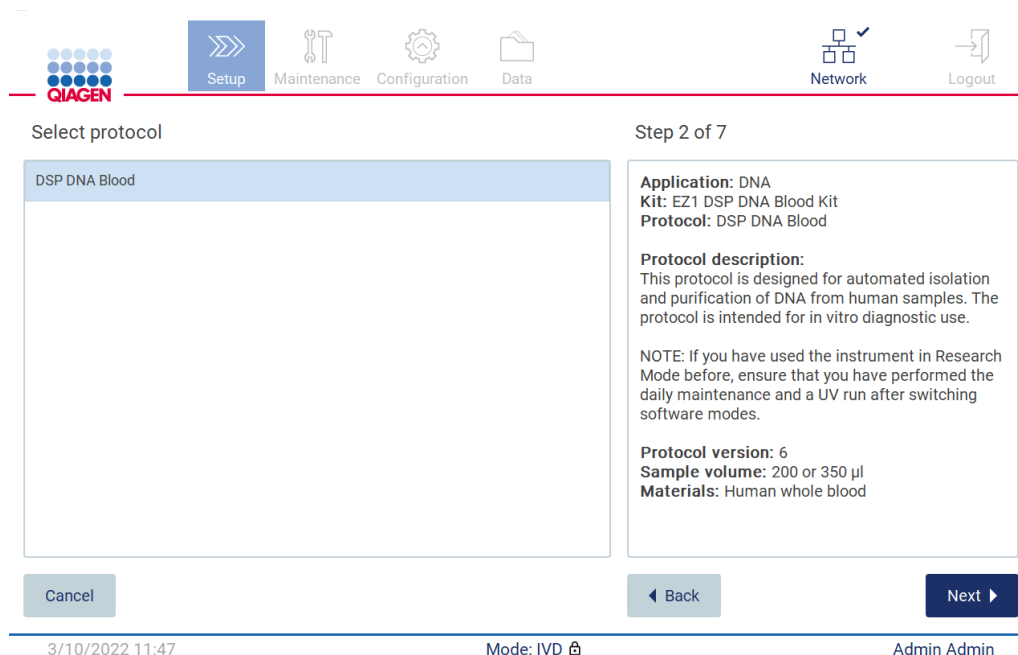 Setup
Maintenance
Configuration
Data
Network
Logout
QIAGEN
Select protocol
Step 2 of 7
DSP DNA Blood
Application: DNA
Kit: EZ1 DSP DNA Blood Kit
Protocol: DSP DNA Blood
Protocol description:
This protocol is designed for automated isolation
and purification of DNA from human samples. The
protocol is intended for in vitro diagnostic use.
NOTE: If you have used the instrument in Research
Mode before, ensure that you have performed the
daily maintenance and a UV run after switching
software modes.
Protocol version: 6
Sample volume: 200 or 350 µl
Materials: Human whole blood
Cancel
Back
Next
3/10/2022 11:47
Mode: IVD
Admin Admin